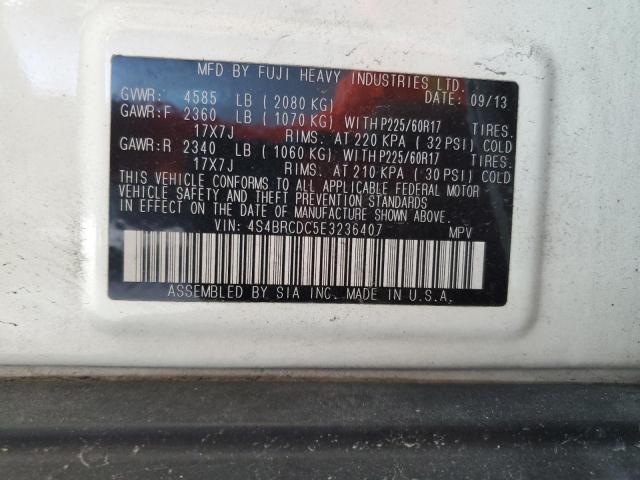 MFD BY FUJI HEAVY INDUSTRIES LTD.
GVWR: 4585 LB ( 2080 KG) DATE: 09/13
GAWR:F 2360 LB ( 1070 KG) WITH P225/60R17 TIRES.
17X7J RIMS. AT 220 KPA ( 32 PSI) COLD
GAWR:R 2340 LB ( 1060 KG) WITH P225/60R17 TIRES.
17X7J RIMS. AT 210 KPA ( 30 PSI) COLD
THIS VEHICLE CONFORMS TO ALL APPLICABLE FEDERAL MOTOR
VEHICLE SAFETY AND THEFT PREVENTION STANDARDS
IN EFFECT ON THE DATE OF MANUFACTURE SHOWN ABOVE.
VIN: 4S4BRCDC5E3236407 MPV
ASSEMBLED BY SIA INC. MADE IN U.S.A.